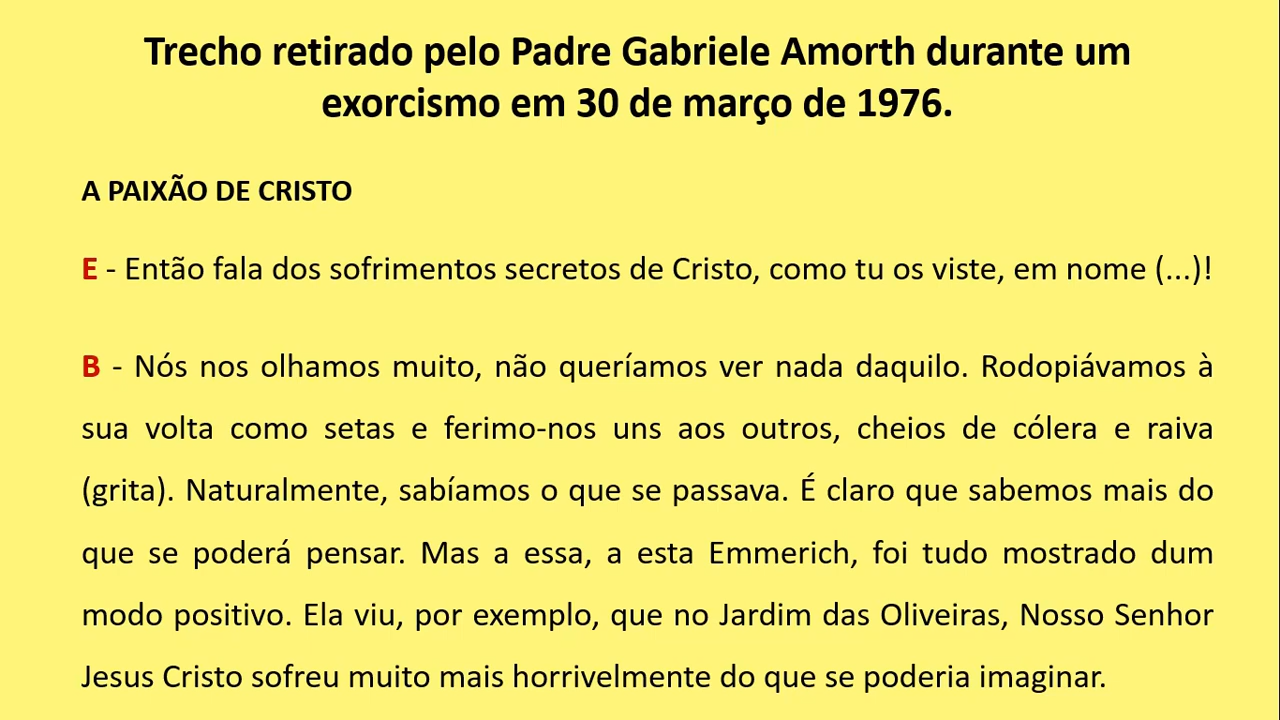 Trecho retirado pelo Padre Gabriele Amorth durante um
exorcismo em 30 de março de 1976.
A PAIXÃO DE CRISTO
E - Então fala dos sofrimentos secretos de Cristo, como tu os viste, em nome (...)!
B - Nós nos olhamos muito, não queríamos ver nada daquilo. Rodopiávamos à
sua volta como setas e ferimo-nos uns aos outros, cheios de cólera e raiva
(grita). Naturalmente, sabíamos o que se passava. É claro que sabemos mais do
que se poderá pensar. Mas a essa, a esta Emmerich, foi tudo mostrado dum
modo positivo. Ela viu, por exemplo, que no Jardim das Oliveiras, Nosso Senhor
Jesus Cristo sofreu muito mais horrivelmente do que se poderia imaginar.